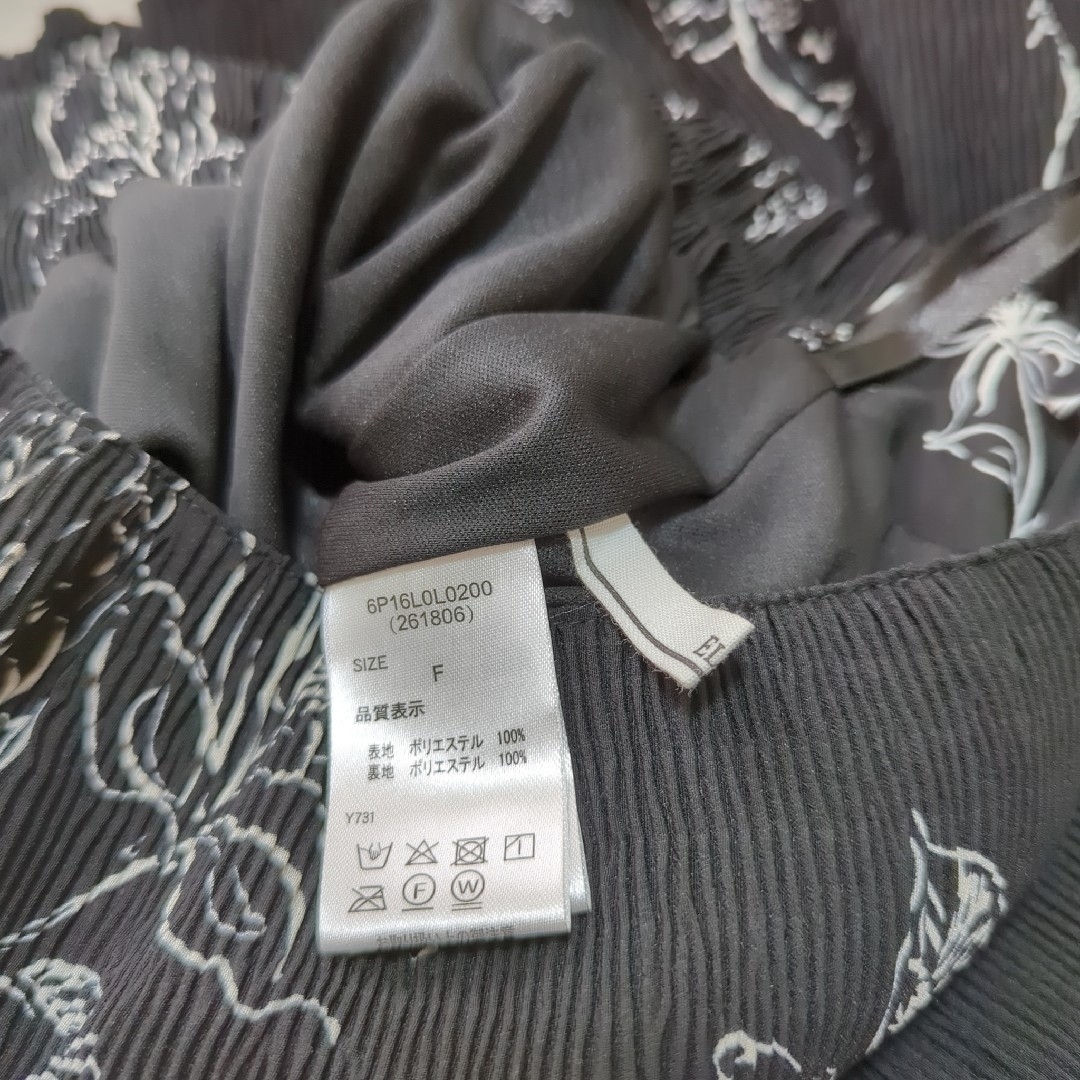 6P16L0L0200
(261806)
SIZE F
品質表示
表地 ポリエステル 100%
裏地 ポリエステル 100%
Y731
F W